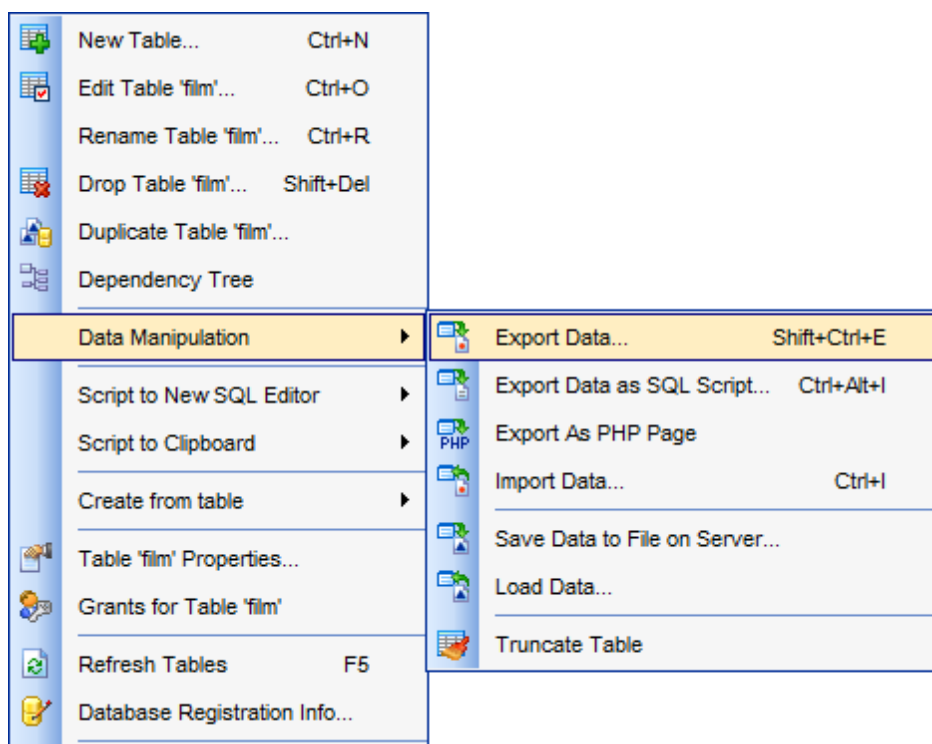 New Table... Ctrl+N
Edit Table 'film'... Ctrl+O
Rename Table 'film'... Ctrl+R
Drop Table 'film'... Shift+Del
Duplicate Table 'film'...
Dependency Tree
Data Manipulation
Script to New SQL Editor
Script to Clipboard
Create from table
Table 'film' Properties...
Grants for Table 'film'
Refresh Tables F5
Database Registration Info...
Export Data... Shift+Ctrl+E
Export Data as SQL Script... Ctrl+Alt+I
PHP Export As PHP Page
Import Data... Ctrl+I
Save Data to File on Server...
Load Data...
Truncate Table